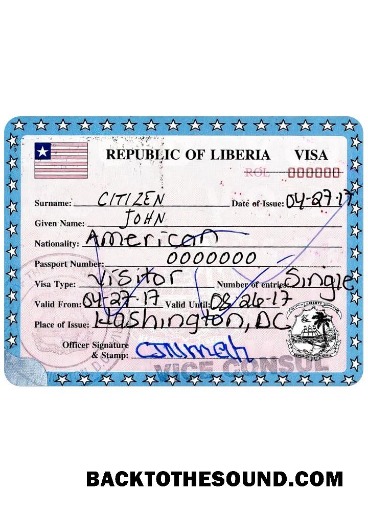 REPUBLIC OF LIBERIA VISA
ROL 000000
Surname: CITIZEN Date of Issue: 04-27-17
Given Name: JOHN
Nationality: American
Passport Number: 0000000
Visa Type: Visitor Number of entries: Single
Valid From: 04-27-17 Valid Until: 08-26-17
Place of Issue: Washington, DC
Officer Signature
& Stamp:
VICE CONSUL
BACKTOTHESOUND.COM